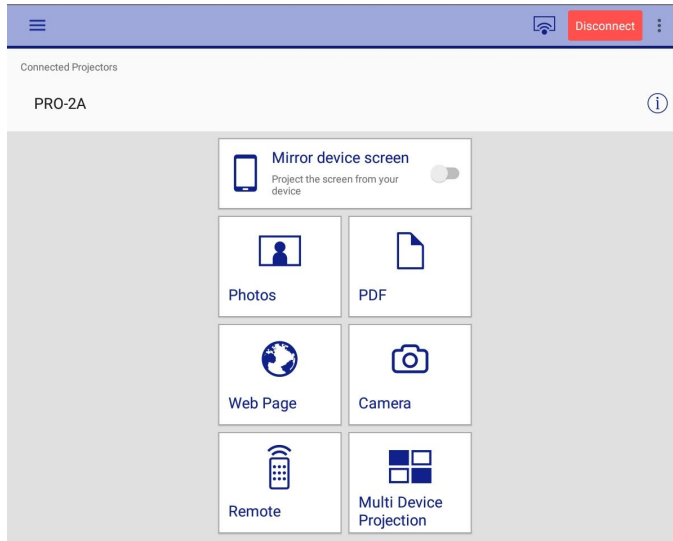 Disconnect
Connected Projectors
PRO-2A
Mirror device screen
Project the screen from your
device
Photos
PDF
Web Page
Camera
Remote
Multi Device
Projection